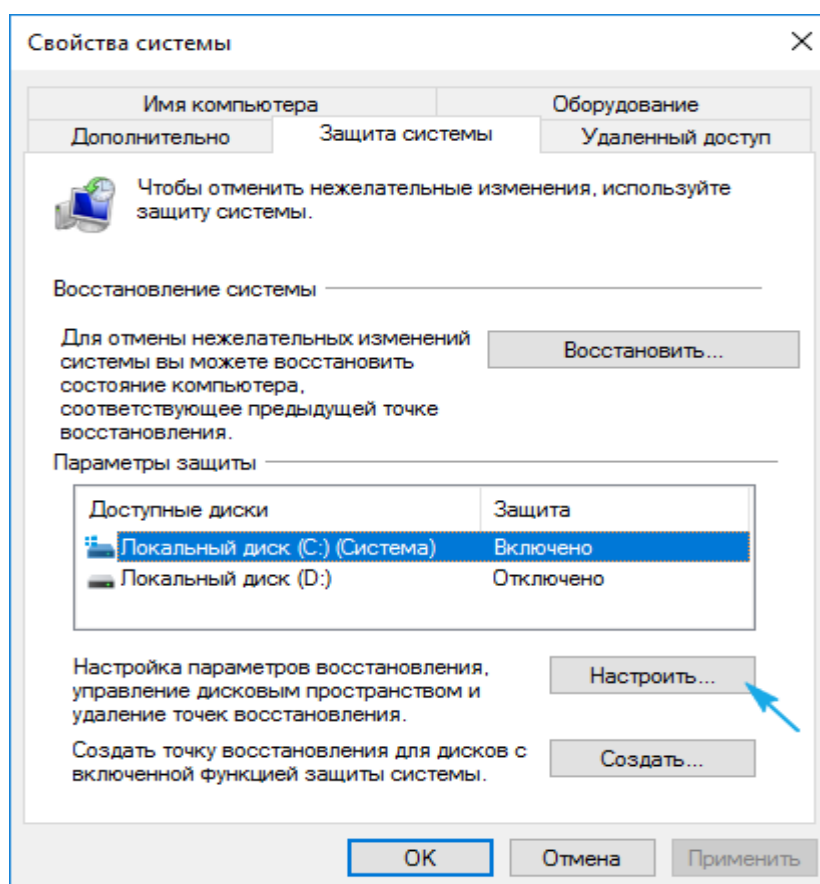 Свойства системы
Имя компьютера
Оборудование
Дополнительно
Защита системы
Удаленный доступ
Чтобы отменить нежелательные изменения, используйте
защиту системы.
Восстановление системы
Для отмены нежелательных изменений
системы вы можете восстановить
состояние компьютера,
соответствующее предыдущей точке
восстановления.
Восстановить...
Параметры защиты
Доступные диски
Защита
Локальный диск (C:) (Система)
Включено
Локальный диск (D:)
Отключено
Настройка параметров восстановления,
управление дисковым пространством и
удаление точек восстановления.
Настроить...
Создать точку восстановления для дисков с
включенной функцией защиты системы.
Создать...
OK
Отмена
Применить